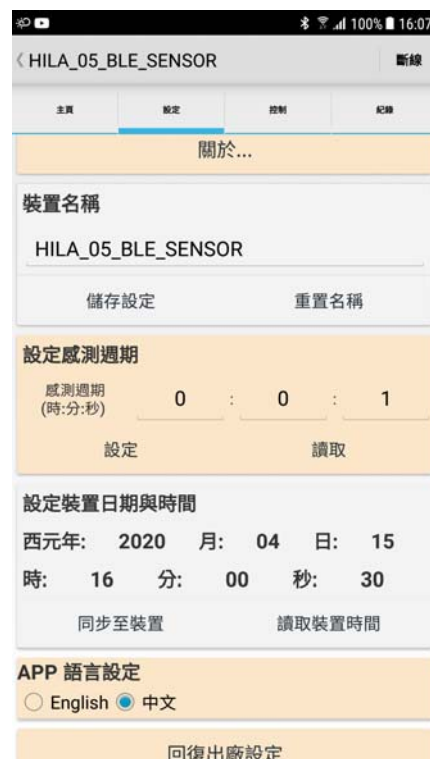 100% 16:07
HILA_05_BLE_SENSOR 斷線
主頁 設定 控制 紀錄
關於...
裝置名稱
HILA_05_BLE_SENSOR
儲存設定 重置名稱
設定感測週期
感測週期
(時:分:秒) 0 : 0 : 1
設定 讀取
設定裝置日期與時間
西元年: 2020 月: 04 日: 15
時: 16 分: 00 秒: 30
同步至裝置 讀取裝置時間
APP 語言設定
English 中文
回復出廠設定